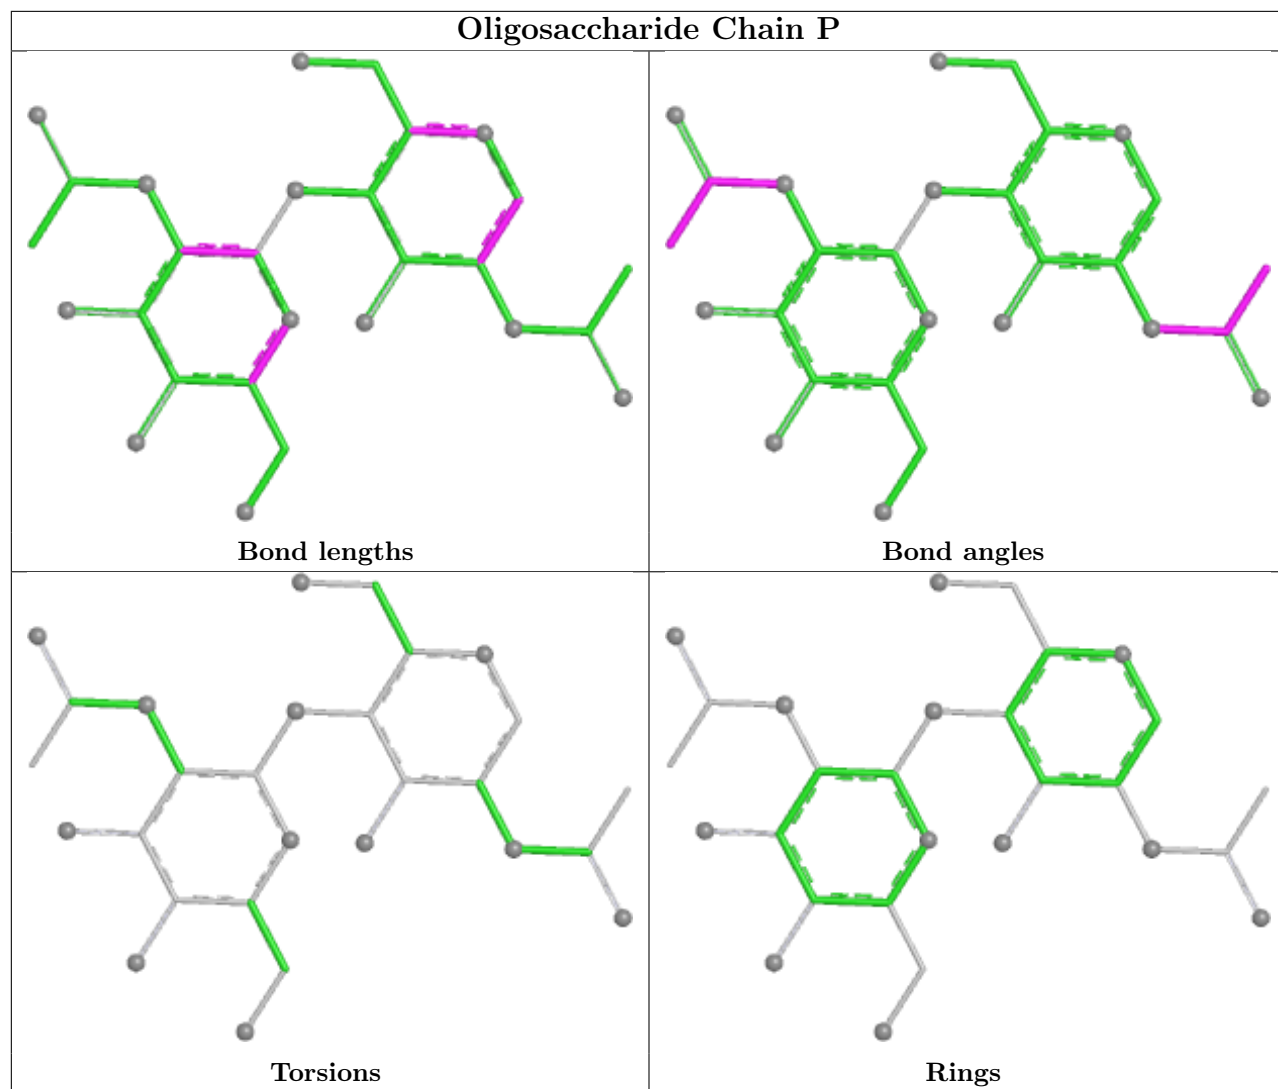 Oligosaccharide Chain P
Bond lengths
Bond angles
Torsions
Rings